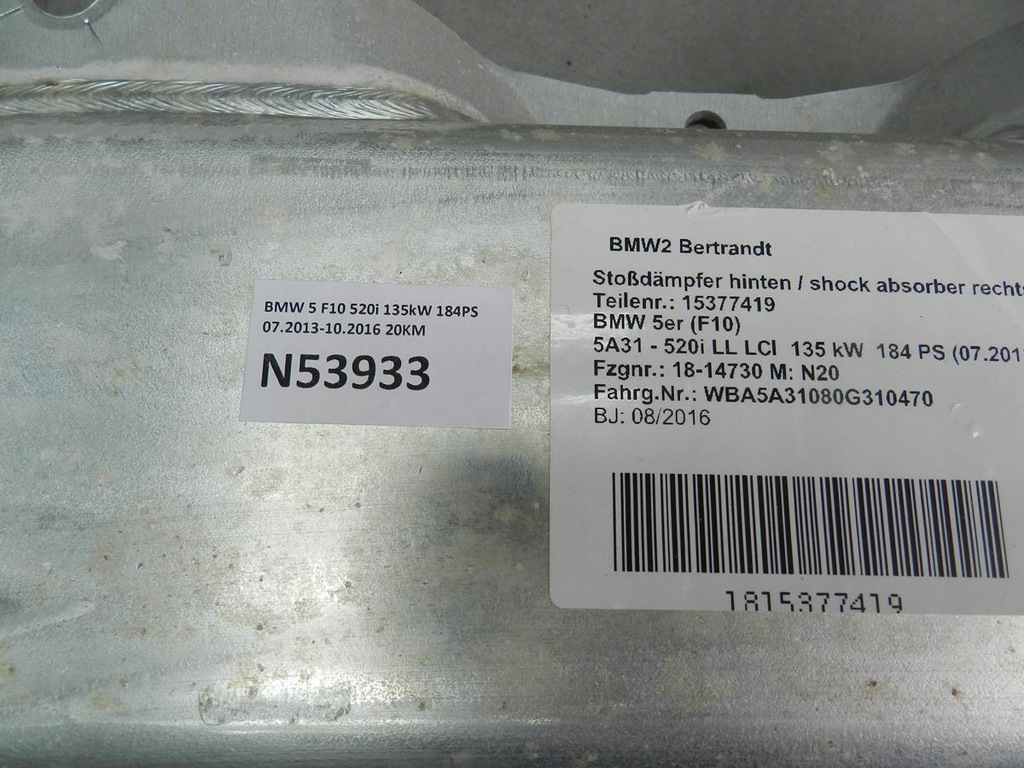 BMW 5 F10 520i 135kW 184PS
07.2013-10.2016 20KM
N53933
BMW2 Bertrandt
Stoßdämpfer hinten / shock absorber rechts
Teilenr.: 15377419
BMW 5er (F10)
5A31 - 520i LL LCI 135 kW 184 PS (07.201
Fzgnr.: 18-14730 M: N20
Fahrg.Nr.: WBA5A31080G310470
BJ: 08/2016
1815377419